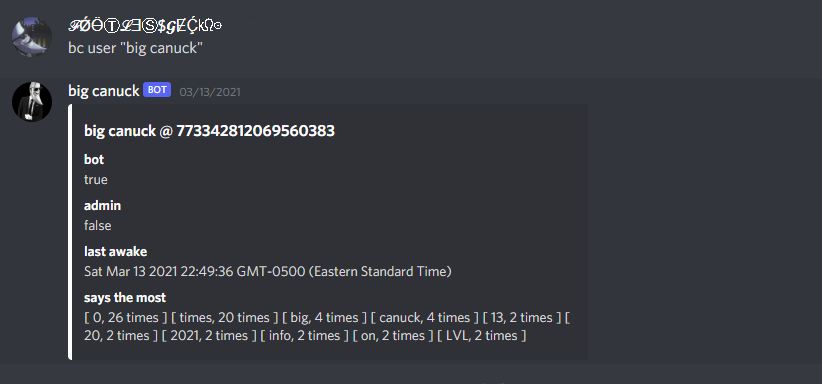 bc user "big canuck"
big canuck BOT 03/13/2021
big canuck @ 773342812069560383
bot
true
admin
false
last awake
Sat Mar 13 2021 22:49:36 GMT-0500 (Eastern Standard Time)
says the most
[ 0, 26 times ] [ times, 20 times ] [ big, 4 times ] [ canuck, 4 times ] [ 13, 2 times ] [
20, 2 times ] [ 2021, 2 times ] [ info, 2 times ] [ on, 2 times ] [ LVL, 2 times ]